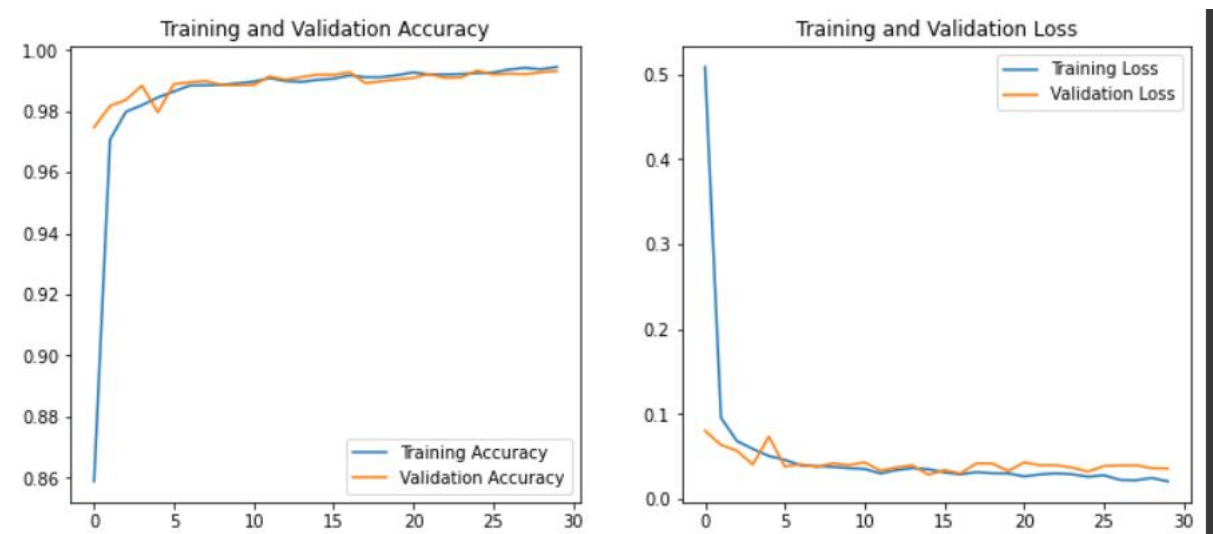 Training and Validation Accuracy
1.00
0.98
0.96
0.94
0.92
0.90
0.88
0.86
Training Accuracy
Validation Accuracy
0 5 10 15 20 25 30
Training and Validation Loss
0.5
0.4
0.3
0.2
0.1
0.0
Training Loss
Validation Loss
0 5 10 15 20 25 30